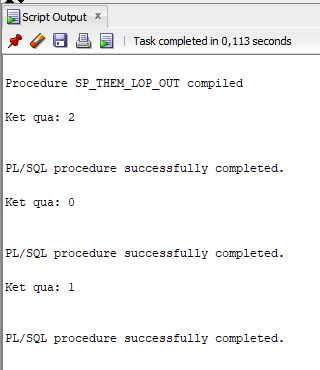 Script Output x
Task completed in 0,113 seconds
Procedure SP_THEM_LOP_OUT compiled
Ket qua: 2
PL/SQL procedure successfully completed.
Ket qua: 0
PL/SQL procedure successfully completed.
Ket qua: 1
PL/SQL procedure successfully completed.